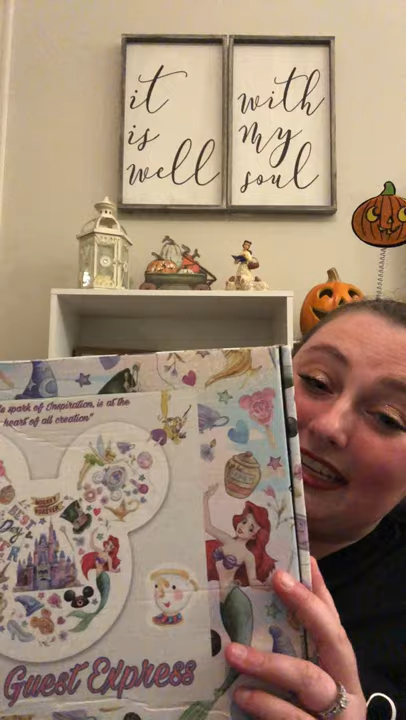 it
is
well
with
my
soul
spark of Inspiration, is at the
heart of all creation"
Guest Express